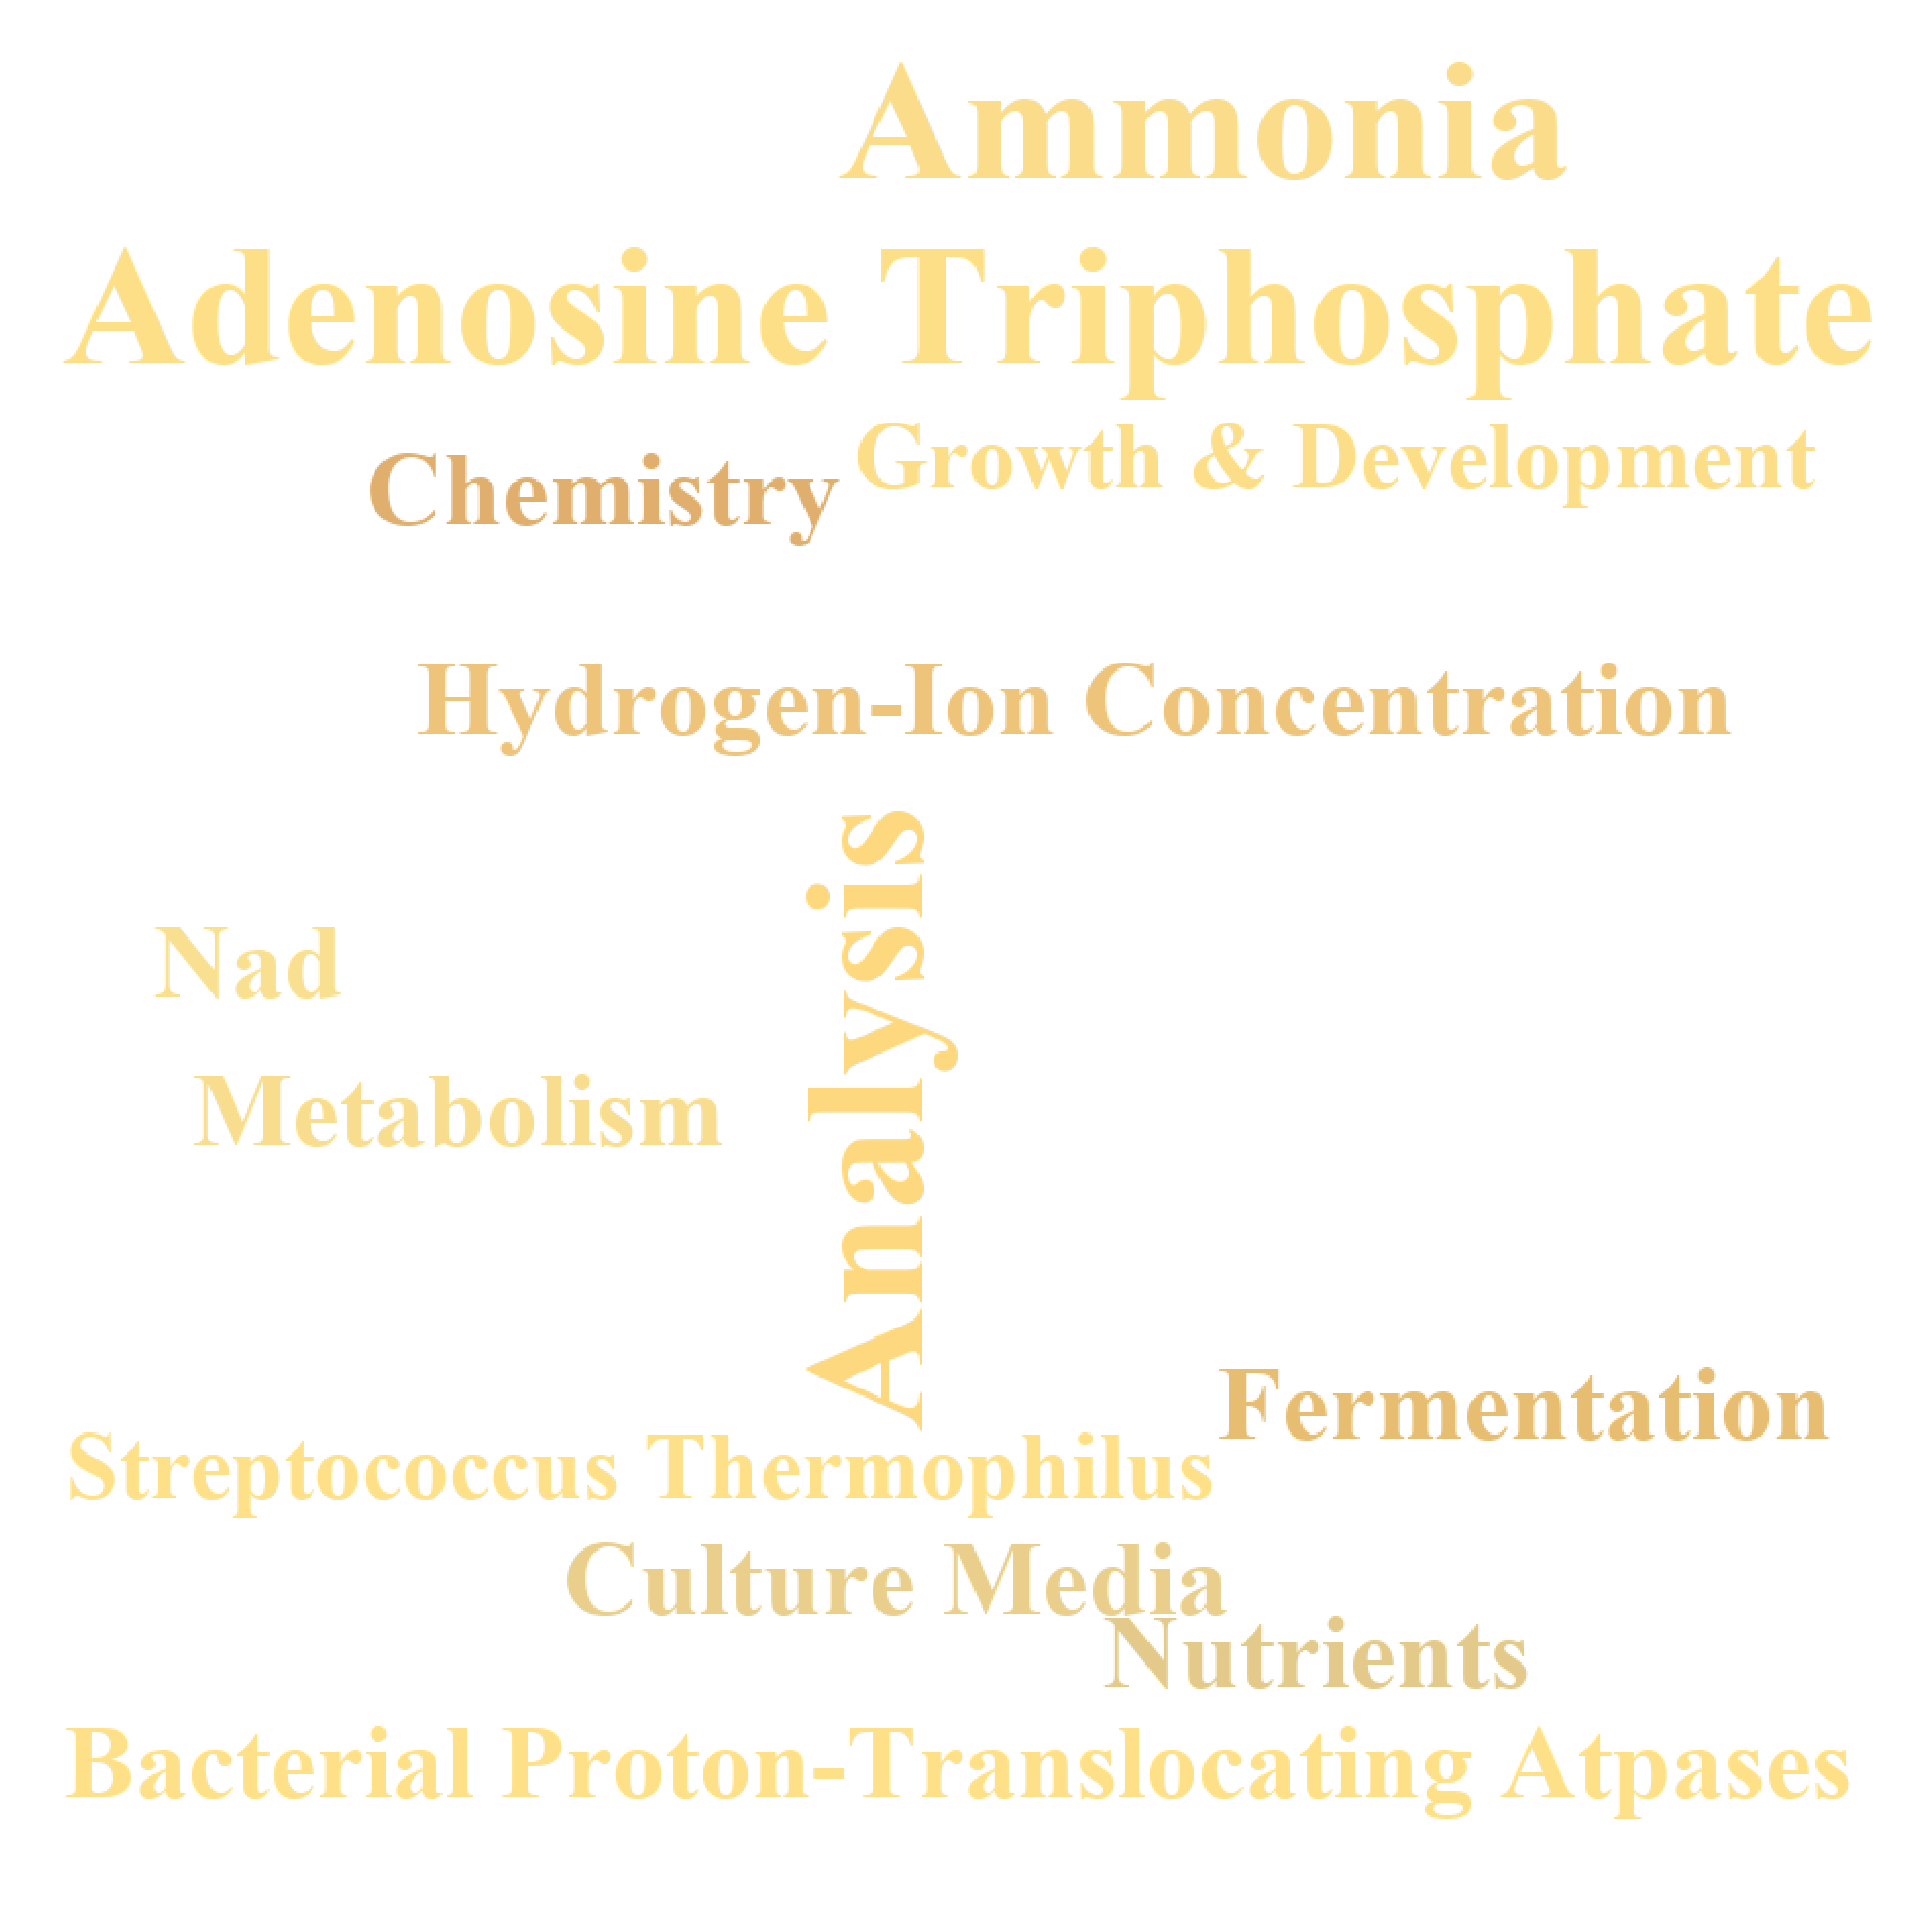 Ammonia
Adenosine Triphosphate
Growth & Development
Chemistry
Hydrogen-Ion Concentration
Analysis
Nad
Metabolism
Fermentation
Streptococcus Thermophilus
Culture Media
Nutrients
Bacterial Proton-Translocating Atpases